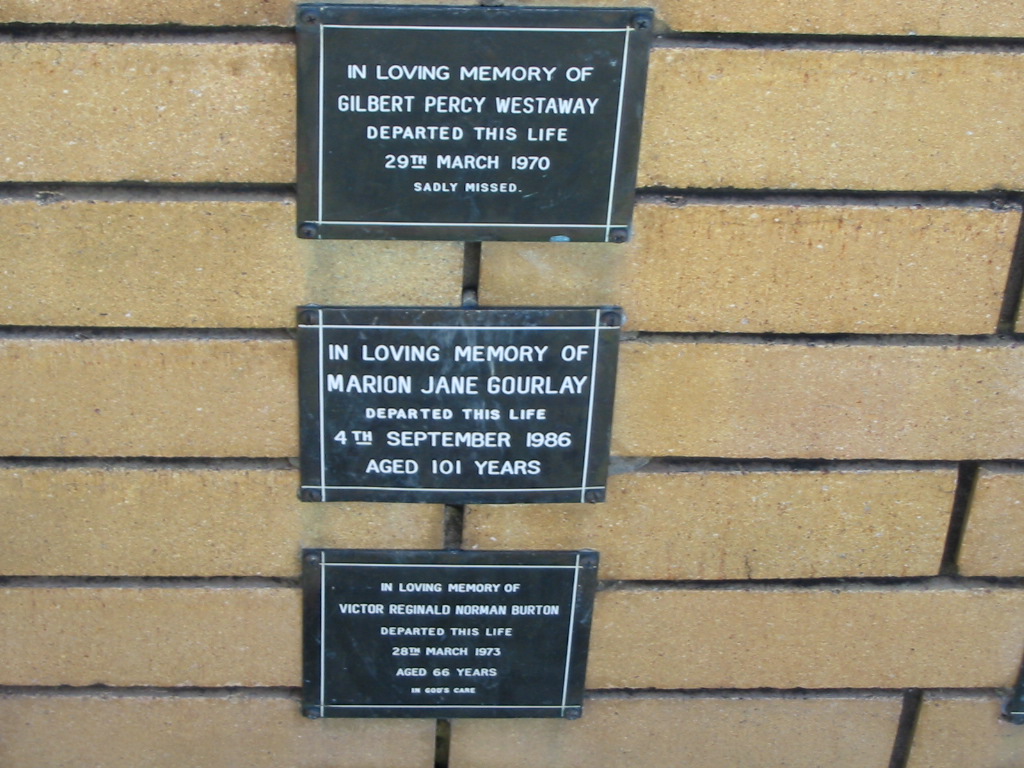 IN LOVING MEMORY OF
GILBERT PERCY WESTAWAY
DEPARTED THIS LIFE
29TH MARCH 1970
SADLY MISSED.
IN LOVING MEMORY OF
MARION JANE GOURLAY
DEPARTED THIS LIFE
4TH SEPTEMBER 1986
AGED 101 YEARS
IN LOVING MEMORY OF
VICTOR REGINALD NORMAN BURTON
DEPARTED THIS LIFE
28TH MARCH 1973
AGED 66 YEARS
IN GOD'S CARE